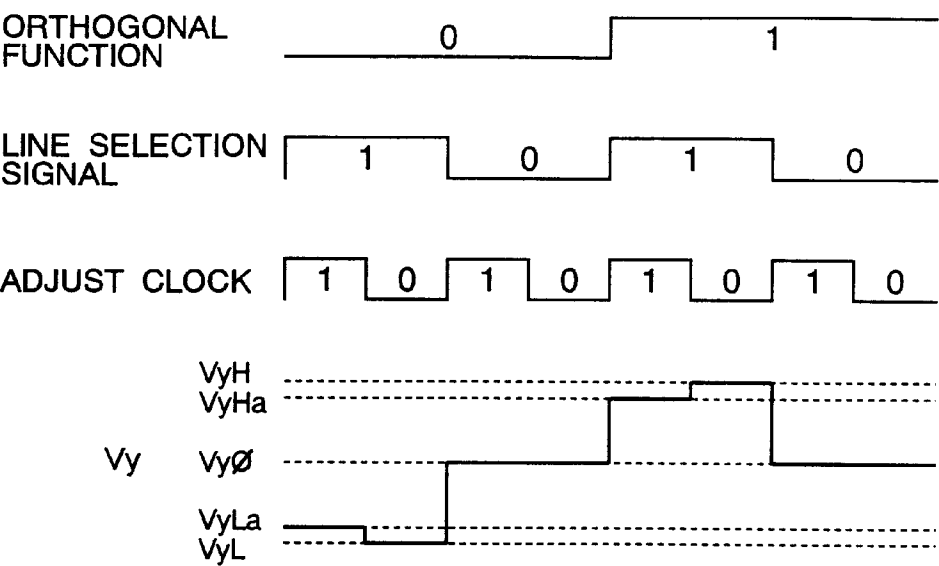 ORTHOGONAL
FUNCTION
0 1
LINE SELECTION
SIGNAL
1 0 1 0
ADJUST CLOCK 1 0 1 0 1 0 1 0
VyH
VyHa
Vy VyØ
VyLa
VyL